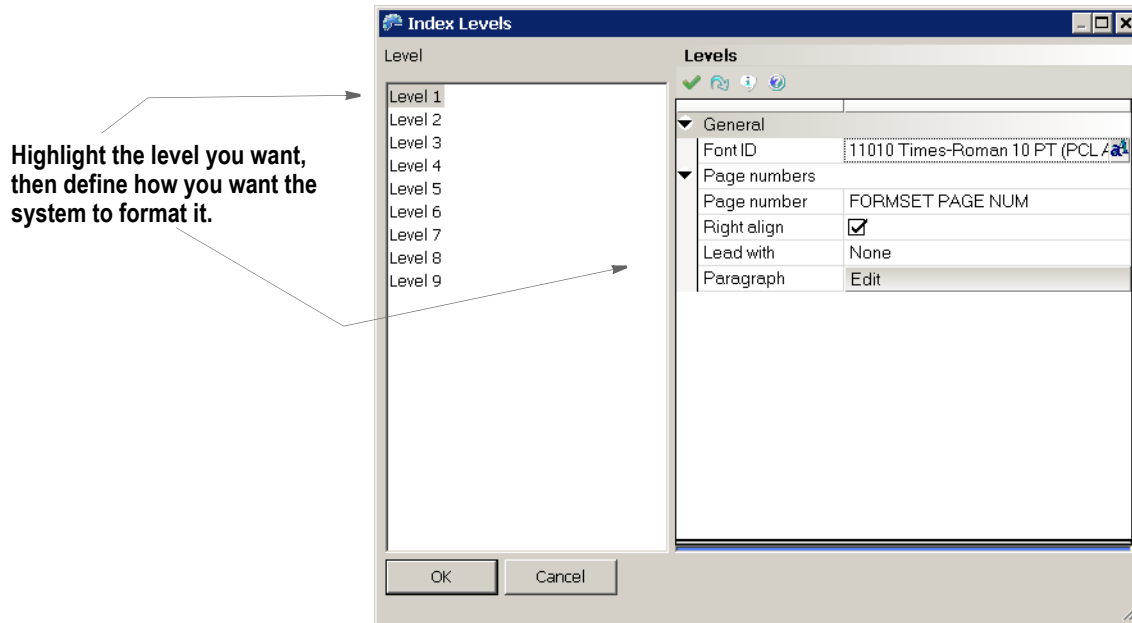 Index Levels
Level
Levels
Level 1
Level 2
Level 3
Level 4
Level 5
Level 6
Level 7
Level 8
Level 9
Highlight the level you want,
then define how you want the
system to format it.
General
Font ID 11010 Times-Roman 10 PT (PCL
Page numbers
Page number FORMSET PAGE NUM
Right align
Lead with None
Paragraph Edit
OK Cancel